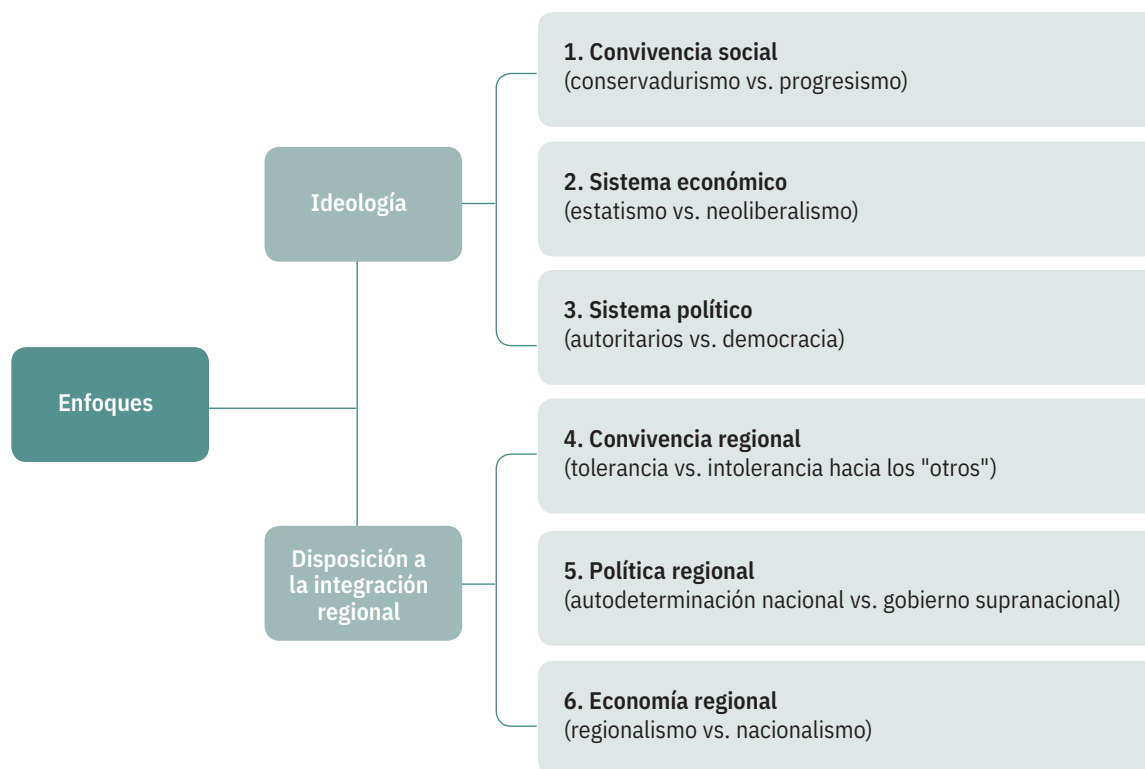 Enfoques
Ideología
1. Convivencia social
(conservadurismo vs. progresismo)
2. Sistema económico
(estatismo vs. neoliberalismo)
3. Sistema político
(autoritarios vs. democracia)
Disposición a
la integración
regional
4. Convivencia regional
(tolerancia vs. intolerancia hacia los "otros")
5. Política regional
(autodeterminación nacional vs. gobierno supranacional)
6. Economía regional
(regionalismo vs. nacionalismo)